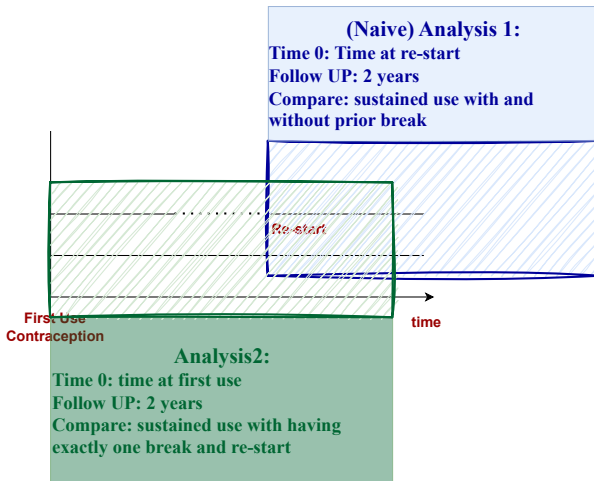 (Naive) Analysis 1:
Time 0: Time at re-start
Follow UP: 2 years
Compare: sustained use with and
without prior break
Re-start
First Use
Contraception
time
Analysis2:
Time 0: time at first use
Follow UP: 2 years
Compare: sustained use with having
exactly one break and re-start